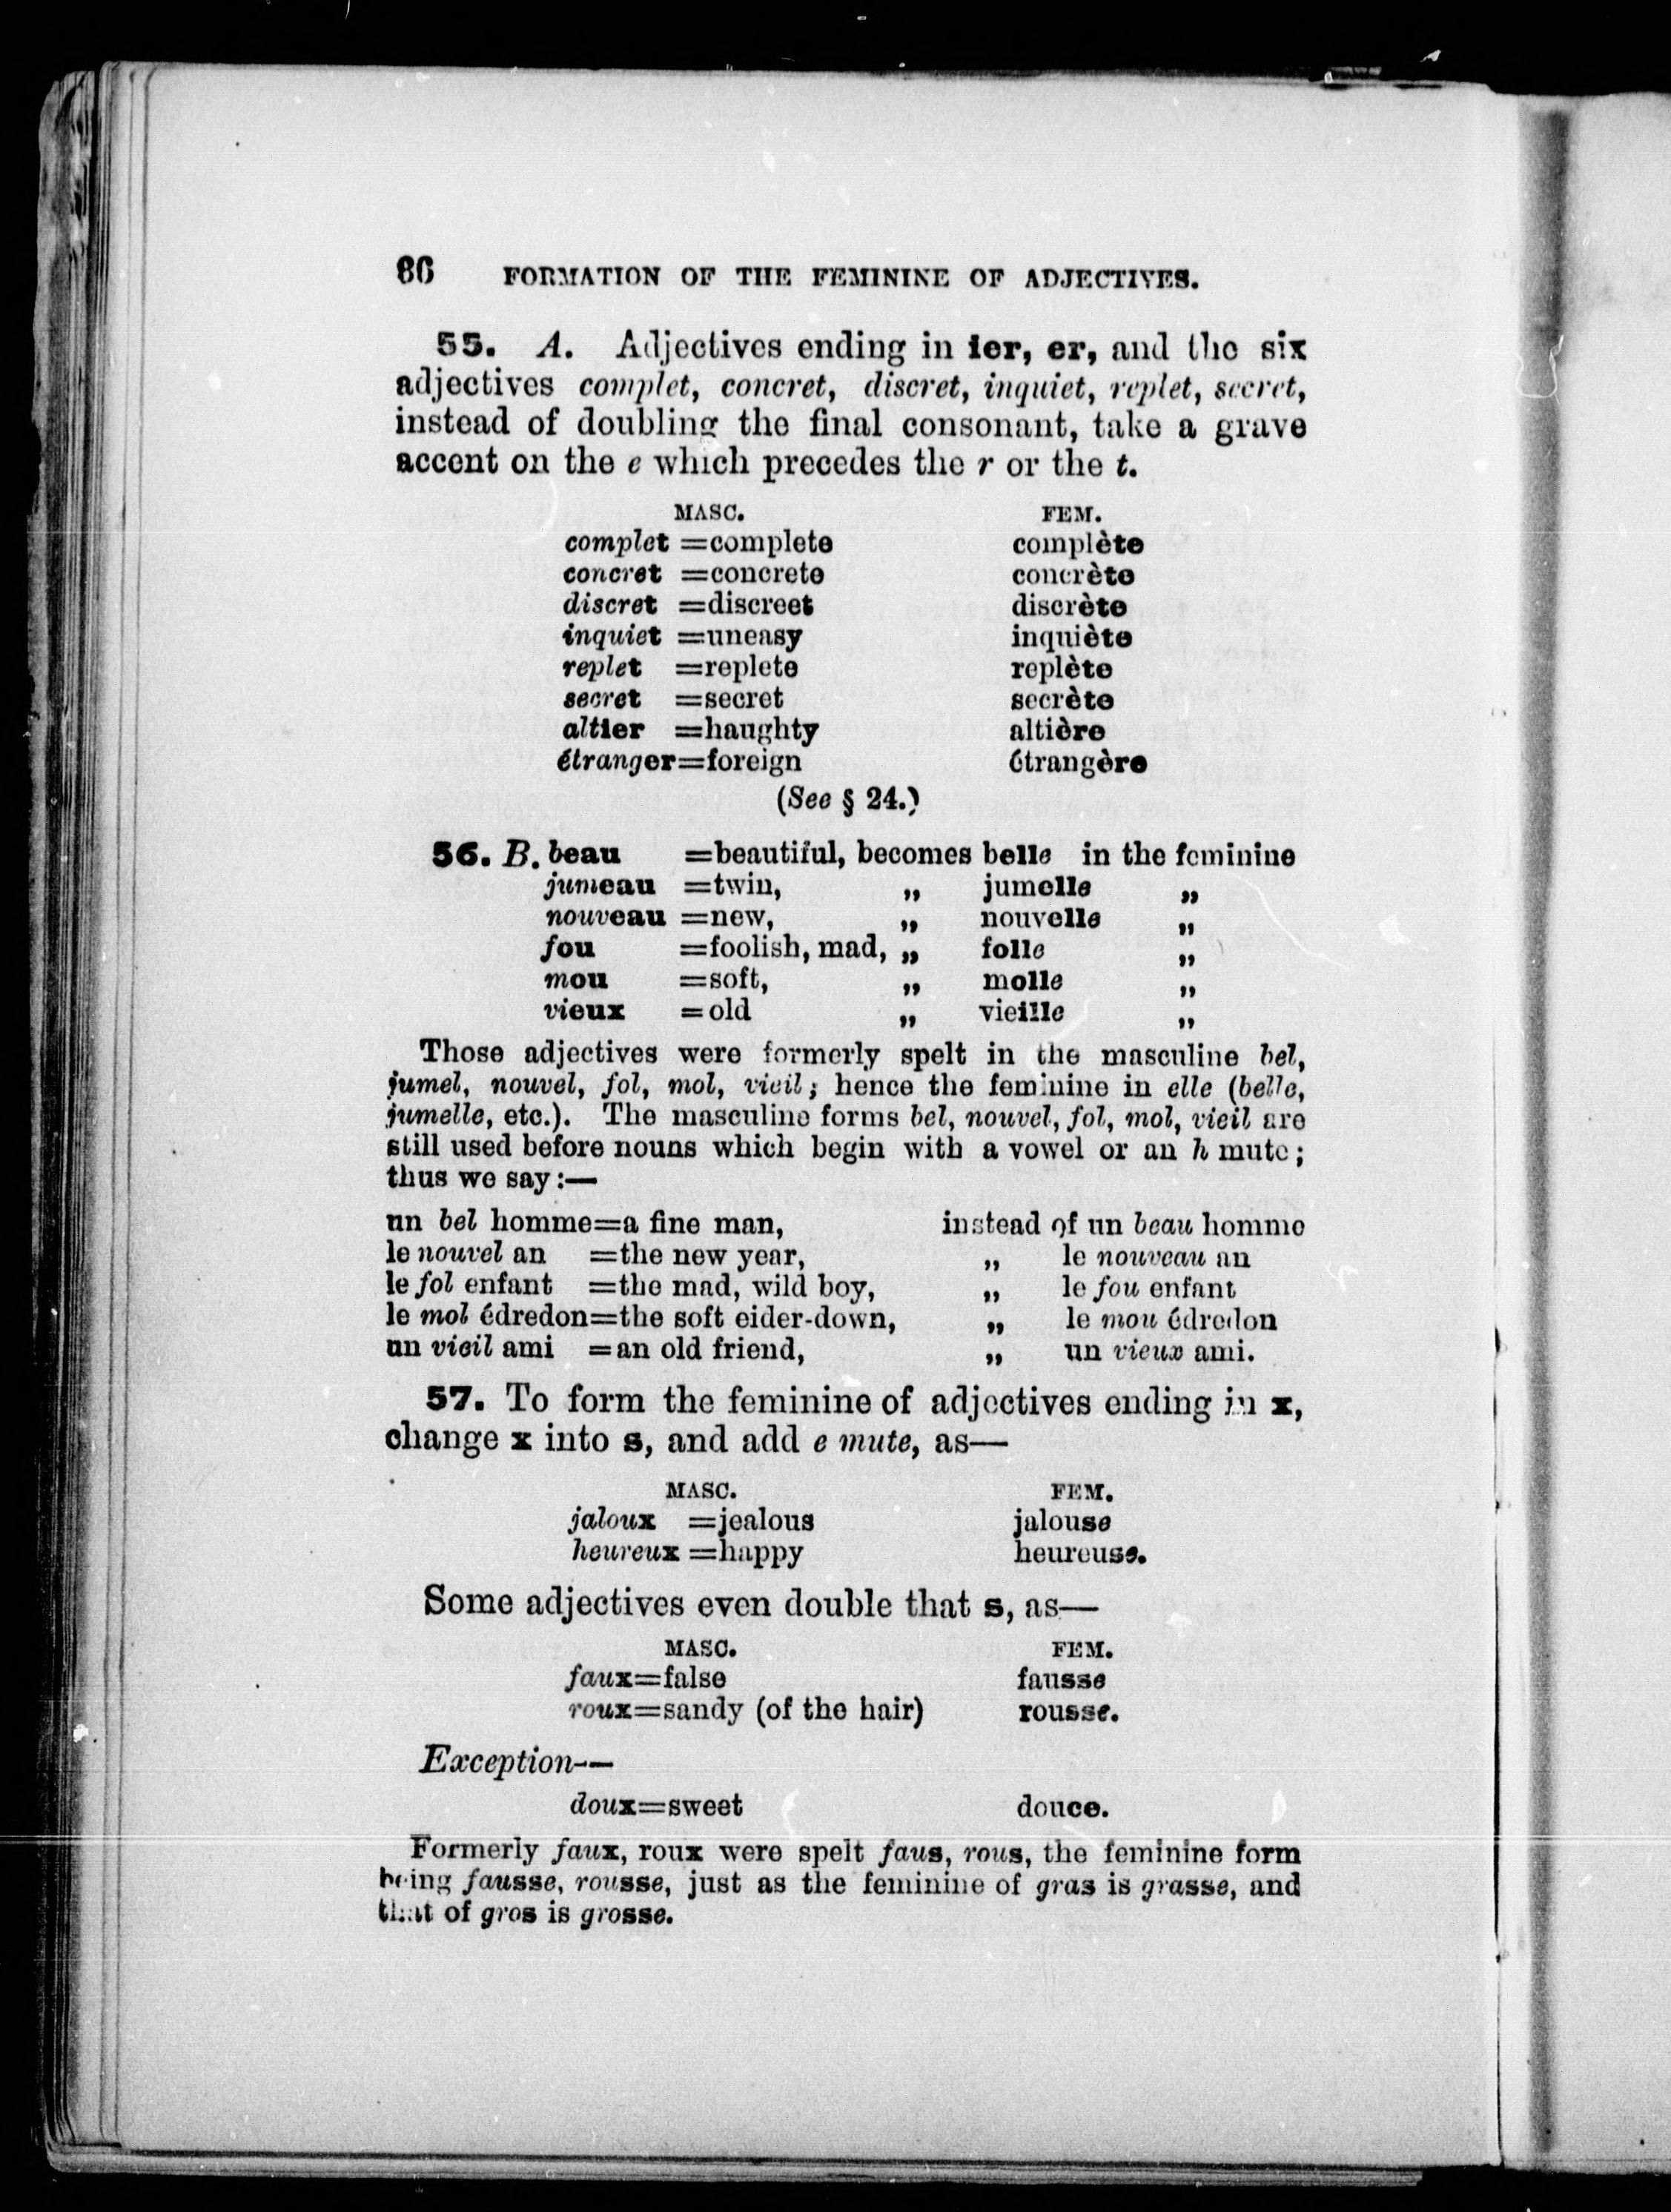 66 FORMATION OF THE FEMININE OF ADJECTIVES.
55. A. Adjectives ending in ier, er, and the six
adjectives complet, concret, discret, inquiet, replet, secret,
instead of doubling the final consonant, take a grave
accent on the e which precedes the r or the t.
MASC. FEM.
complet =complete complète
concret =concrete concrète
discret =discreet discrète
inquiet =uneasy inquiète
replet =replete replète
secret =secret secrète
altier =haughty altière
étranger=foreign étrangère
(See § 24.)
56. B. beau =beautiful, becomes belle in the feminine
jumeau =twin, „ jumelle „
nouveau =new, „ nouvelle „
fou =foolish, mad, „ folle „
mou =soft, „ molle „
vieux =old „ vieille „
Those adjectives were formerly spelt in the masculine bel,
jumel, nouvel, fol, mol, vieil; hence the feminine in elle (belle,
jumelle, etc.). The masculine forms bel, nouvel, fol, mol, vieil are
still used before nouns which begin with a vowel or an h mute;
thus we say:—
un bel homme=a fine man, instead of un beau homme
le nouvel an =the new year, „ le nouveau an
le fol enfant =the mad, wild boy, „ le fou enfant
le mol édredon=the soft eider-down, „ le mou édredon
un vieil ami =an old friend, „ un vieux ami.
57. To form the feminine of adjectives ending in x,
change x into s, and add e mute, as—
MASC. FEM.
jaloux =jealous jalouse
heureux =happy heureuse.
Some adjectives even double that s, as—
MASC. FEM.
faux=false fausse
roux=sandy (of the hair) rousse.
Exception—
doux=sweet douce.
Formerly faux, roux were spelt faus, rous, the feminine form
being fausse, rousse, just as the feminine of gras is grasse, and
that of gros is grosse.